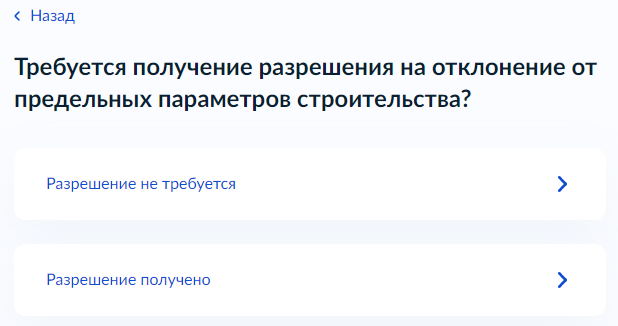 Назад
Требуется получение разрешения на отклонение от
предельных параметров строительства?
Разрешение не требуется
Разрешение получено